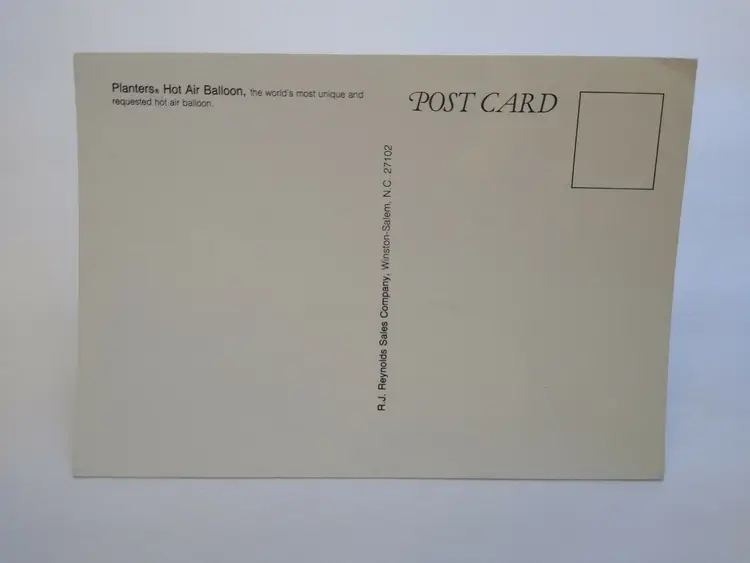 Planters® Hot Air Balloon, the world's most unique and
requested hot air balloon.
POST CARD
R.J. Reynolds Sales Company, Winston-Salem, N.C. 27102